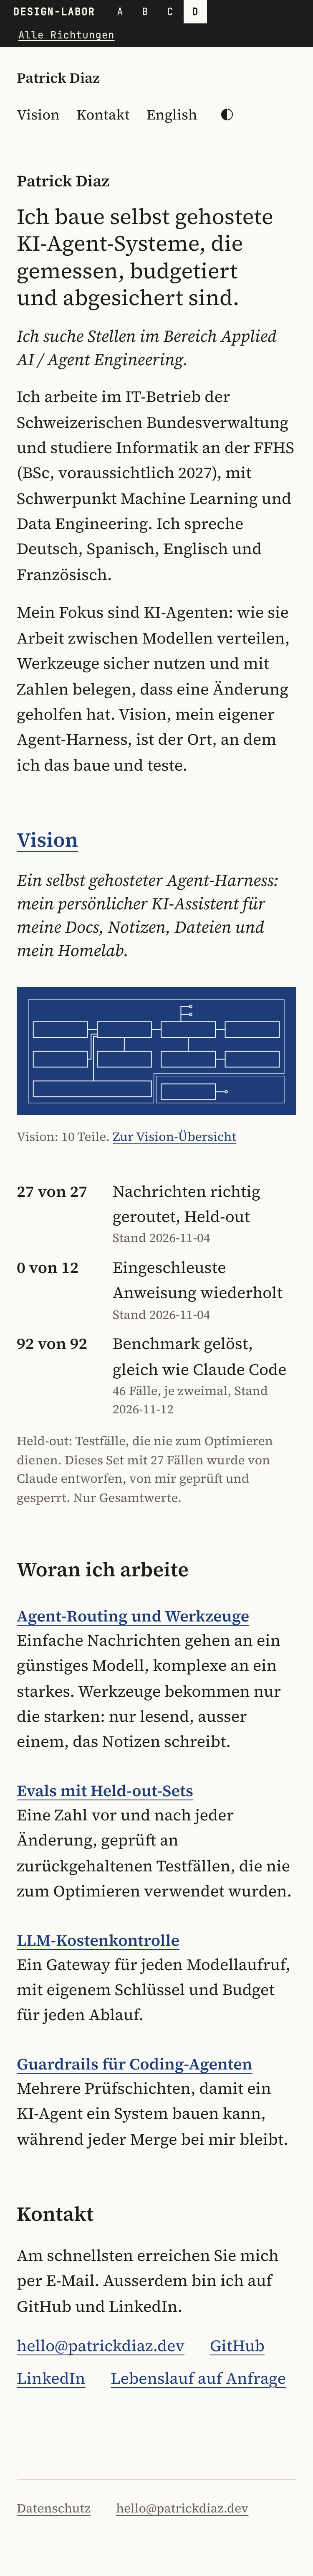 DESIGN-LABOR A B C D
Alle Richtungen
Patrick Diaz
Vision Kontakt English
Patrick Diaz
Ich baue selbst gehostete
KI-Agent-Systeme, die
gemessen, budgetiert
und abgesichert sind.
Ich suche Stellen im Bereich Applied
AI / Agent Engineering.
Ich arbeite im IT-Betrieb der
Schweizerischen Bundesverwaltung
und studiere Informatik an der FFHS
(BSc, voraussichtlich 2027), mit
Schwerpunkt Machine Learning und
Data Engineering. Ich spreche
Deutsch, Spanisch, Englisch und
Französisch.
Mein Fokus sind KI-Agenten: wie sie
Arbeit zwischen Modellen verteilen,
Werkzeuge sicher nutzen und mit
Zahlen belegen, dass eine Änderung
geholfen hat. Vision, mein eigener
Agent-Harness, ist der Ort, an dem
ich das baue und teste.
Vision
Ein selbst gehosteter Agent-Harness:
mein persönlicher KI-Assistent für
meine Docs, Notizen, Dateien und
mein Homelab.
Vision: 10 Teile. Zur Vision-Übersicht
27 von 27 Nachrichten richtig
geroutet, Held-out
Stand 2026-11-04
0 von 12 Eingeschleuste
Anweisung wiederholt
Stand 2026-11-04
92 von 92 Benchmark gelöst,
gleich wie Claude Code
46 Fälle, je zweimal, Stand
2026-11-12
Held-out: Testfälle, die nie zum Optimieren
dienen. Dieses Set mit 27 Fällen wurde von
Claude entworfen, von mir geprüft und
gesperrt. Nur Gesamtwerte.
Woran ich arbeite
Agent-Routing und Werkzeuge
Einfache Nachrichten gehen an ein
günstiges Modell, komplexe an ein
starkes. Werkzeuge bekommen nur
die starken: nur lesend, ausser
einem, das Notizen schreibt.
Evals mit Held-out-Sets
Eine Zahl vor und nach jeder
Änderung, geprüft an
zurückgehaltenen Testfällen, die nie
zum Optimieren verwendet wurden.
LLM-Kostenkontrolle
Ein Gateway für jeden Modellaufruf,
mit eigenem Schlüssel und Budget
für jeden Ablauf.
Guardrails für Coding-Agenten
Mehrere Prüfschichten, damit ein
KI-Agent ein System bauen kann,
während jeder Merge bei mir bleibt.
Kontakt
Am schnellsten erreichen Sie mich
per E-Mail. Ausserdem bin ich auf
GitHub und LinkedIn.
hello@patrickdiaz.dev GitHub
LinkedIn Lebenslauf auf Anfrage
Datenschutz hello@patrickdiaz.dev